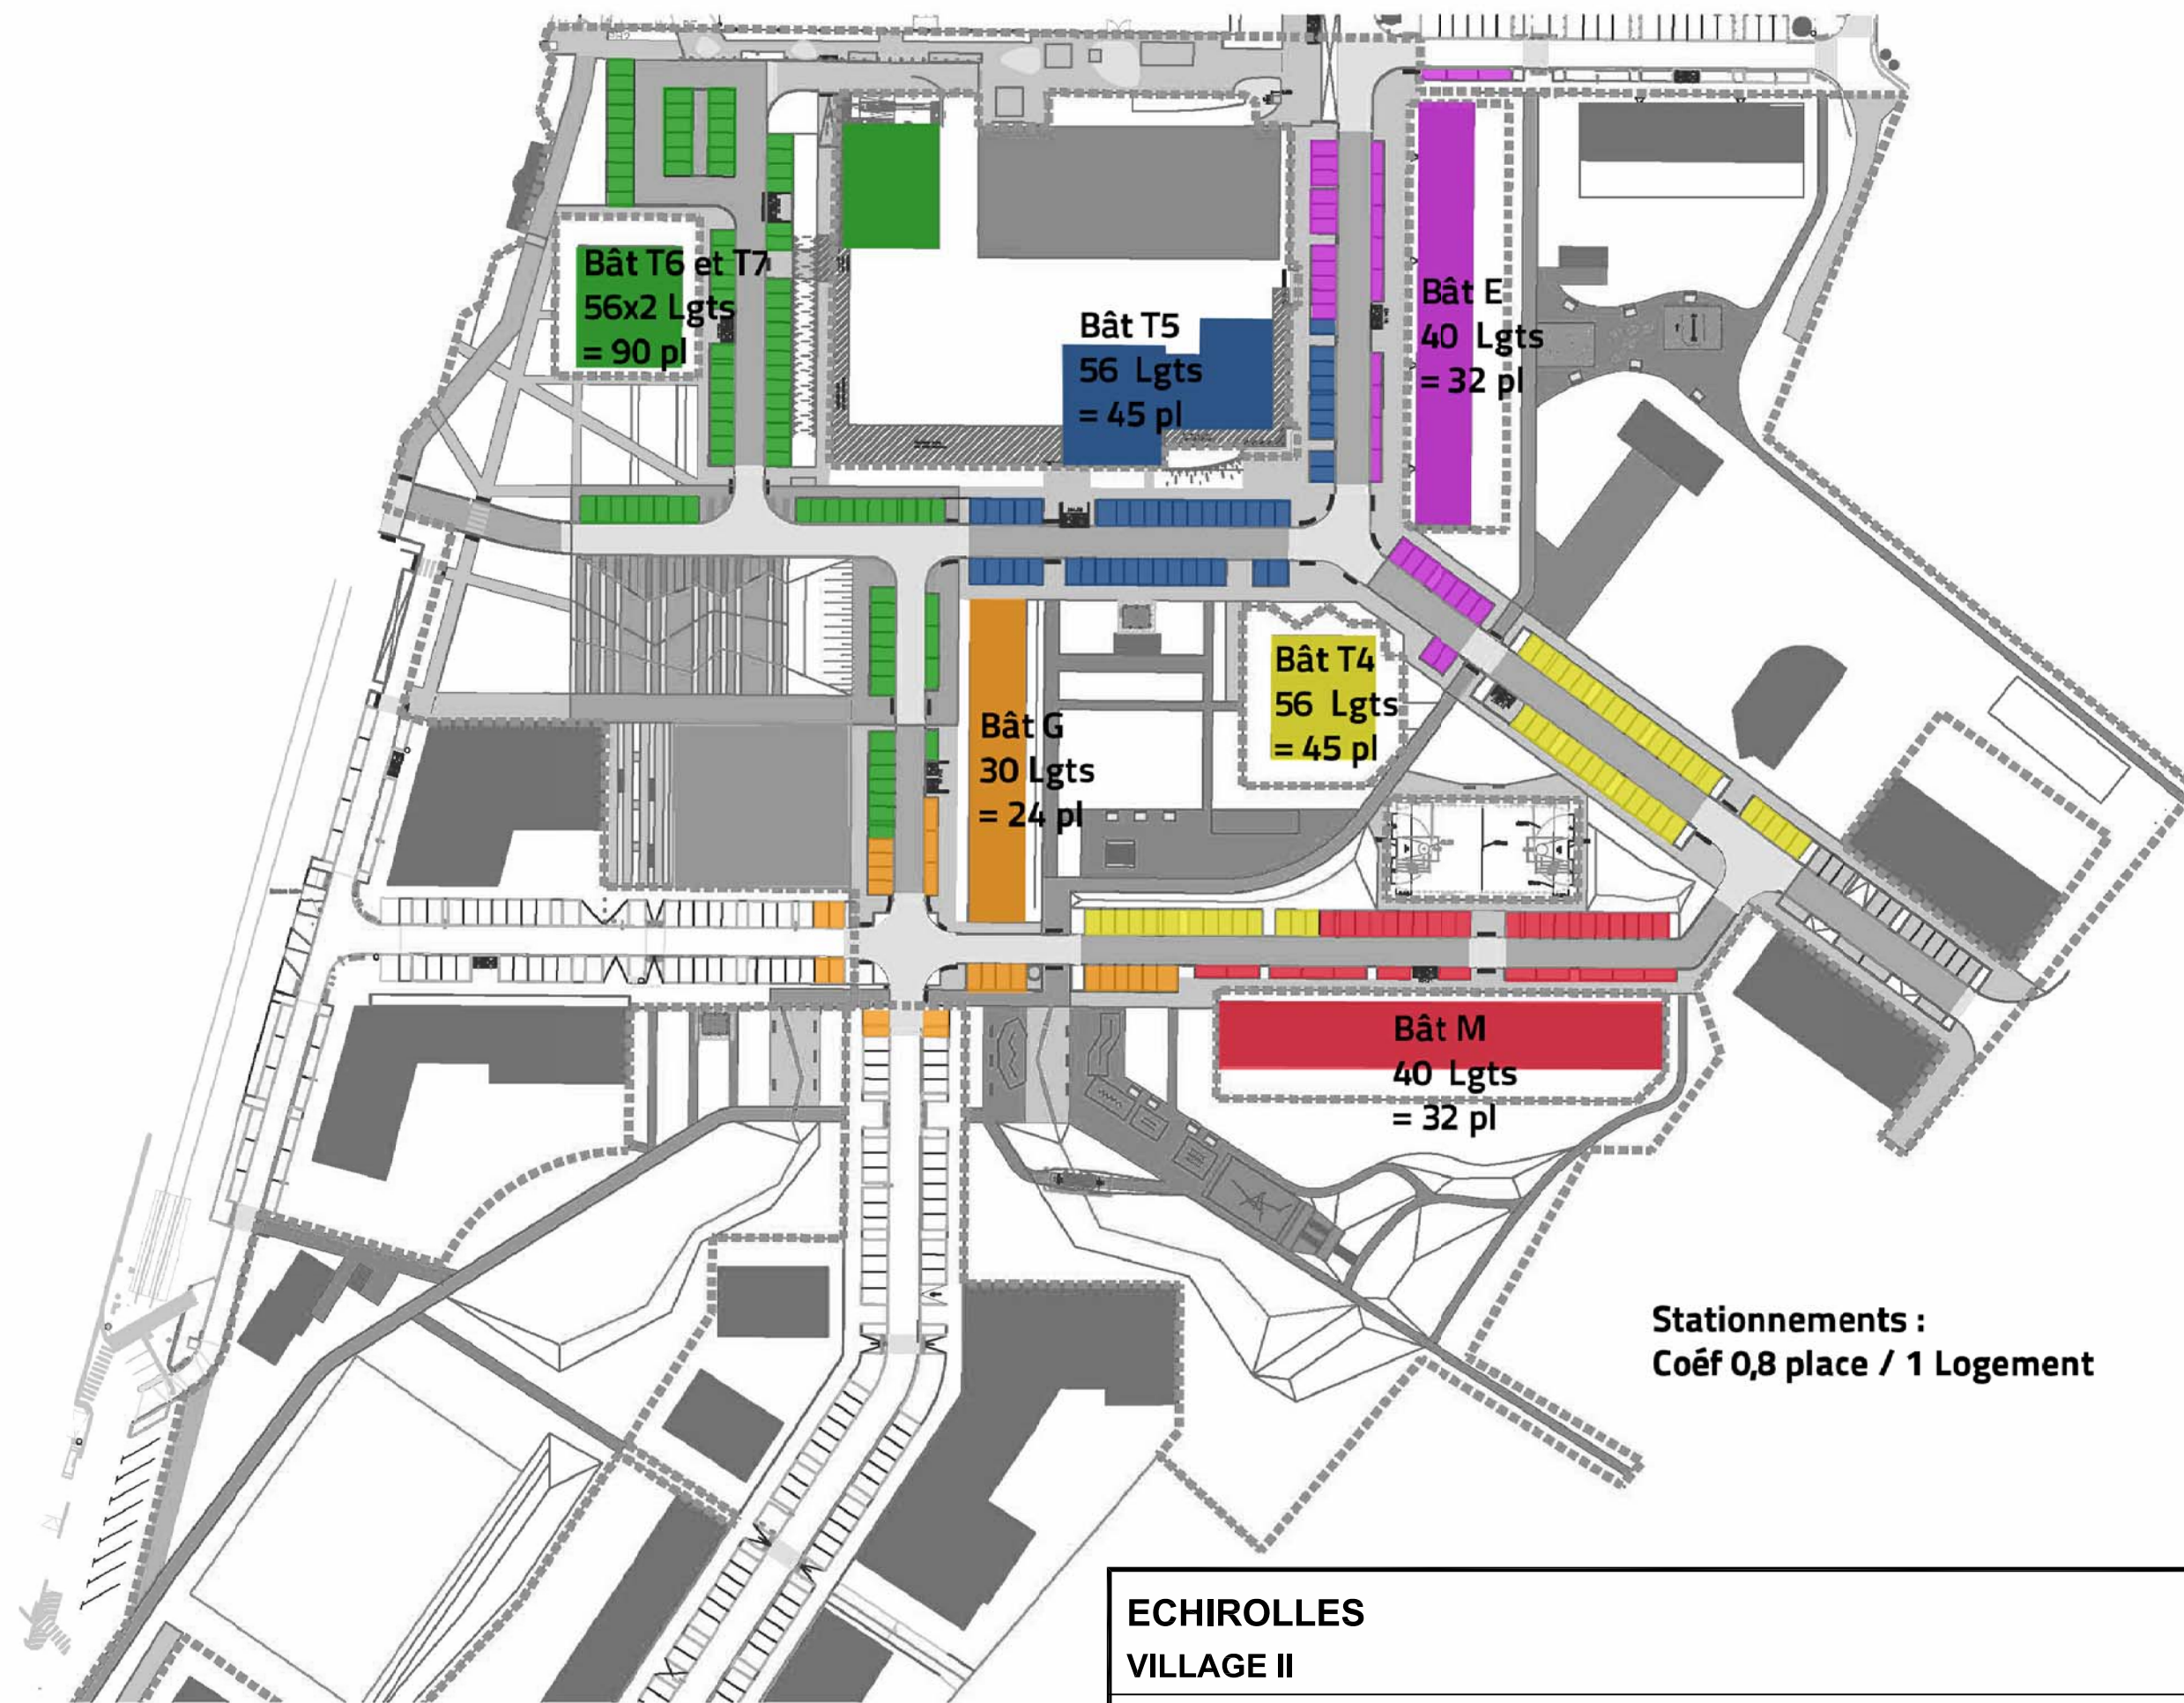 Bât T6 et T7
56x2 Lgts
= 90 pl
Bât T5
56 Lgts
= 45 pl
Bât E
40 Lgts
= 32 pl
Bât T4
56 Lgts
= 45 pl
Bât G
30 Lgts
= 24 pl
Bât M
40 Lgts
= 32 pl
Stationnements :
Coéf 0,8 place / 1 Logement
ECHIROLLES
VILLAGE II